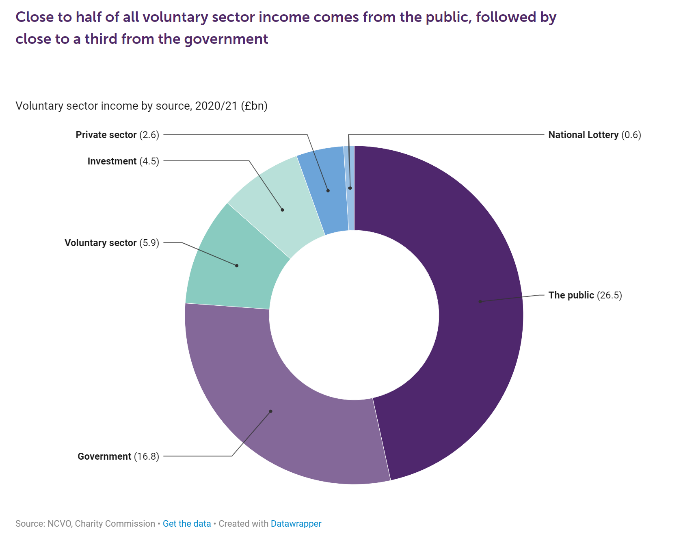 Close to half of all voluntary sector income comes from the public, followed by
close to a third from the government
Voluntary sector income by source, 2020/21 (£bn)
Private sector (2.6)
National Lottery (0.6)
Investment (4.5)
Voluntary sector (5.9)
The public (26.5)
Government (16.8)
Source: NCVO, Charity Commission • Get the data • Created with Datawrapper